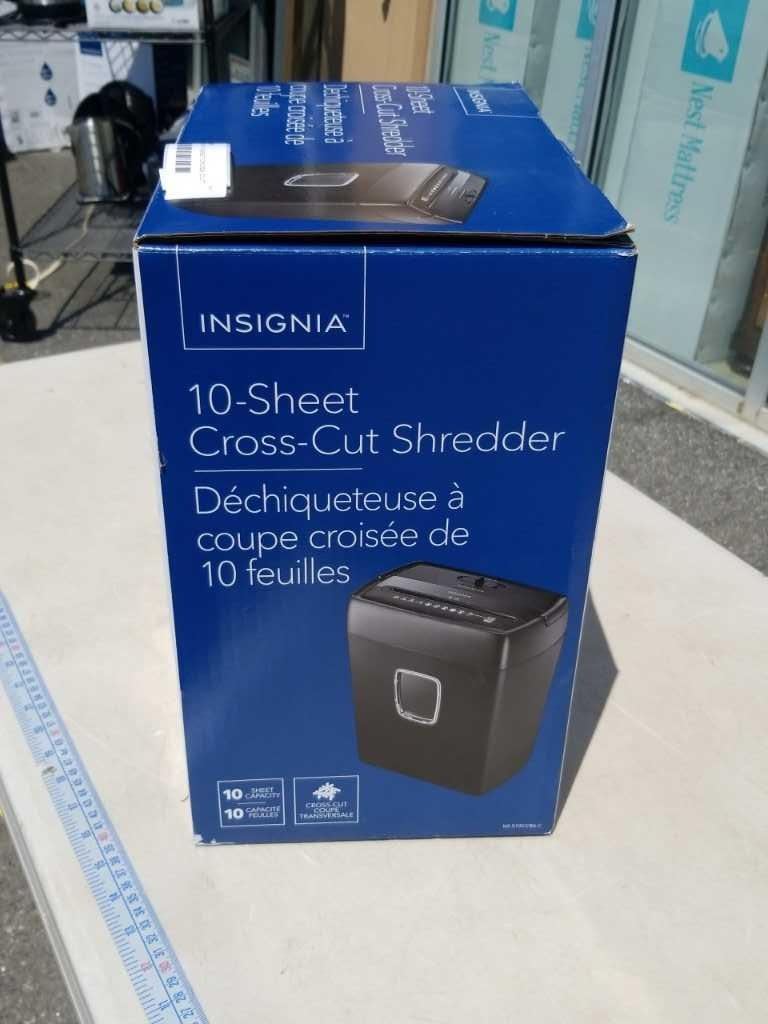 INSIGNIA
10-Sheet
Cross-Cut Shredder
Déchiqueteuse à
coupe croisée de
10 feuilles
Nest Mattress
INSIGNIA™
10-Sheet
Cross-Cut Shredder
Déchiqueteuse à
coupe croisée de
10 feuilles
10 SHEET CAPACITY
10 CAPACITÉ FEUILLES
CROSS-CUT
COUPE
TRANSVERSALE